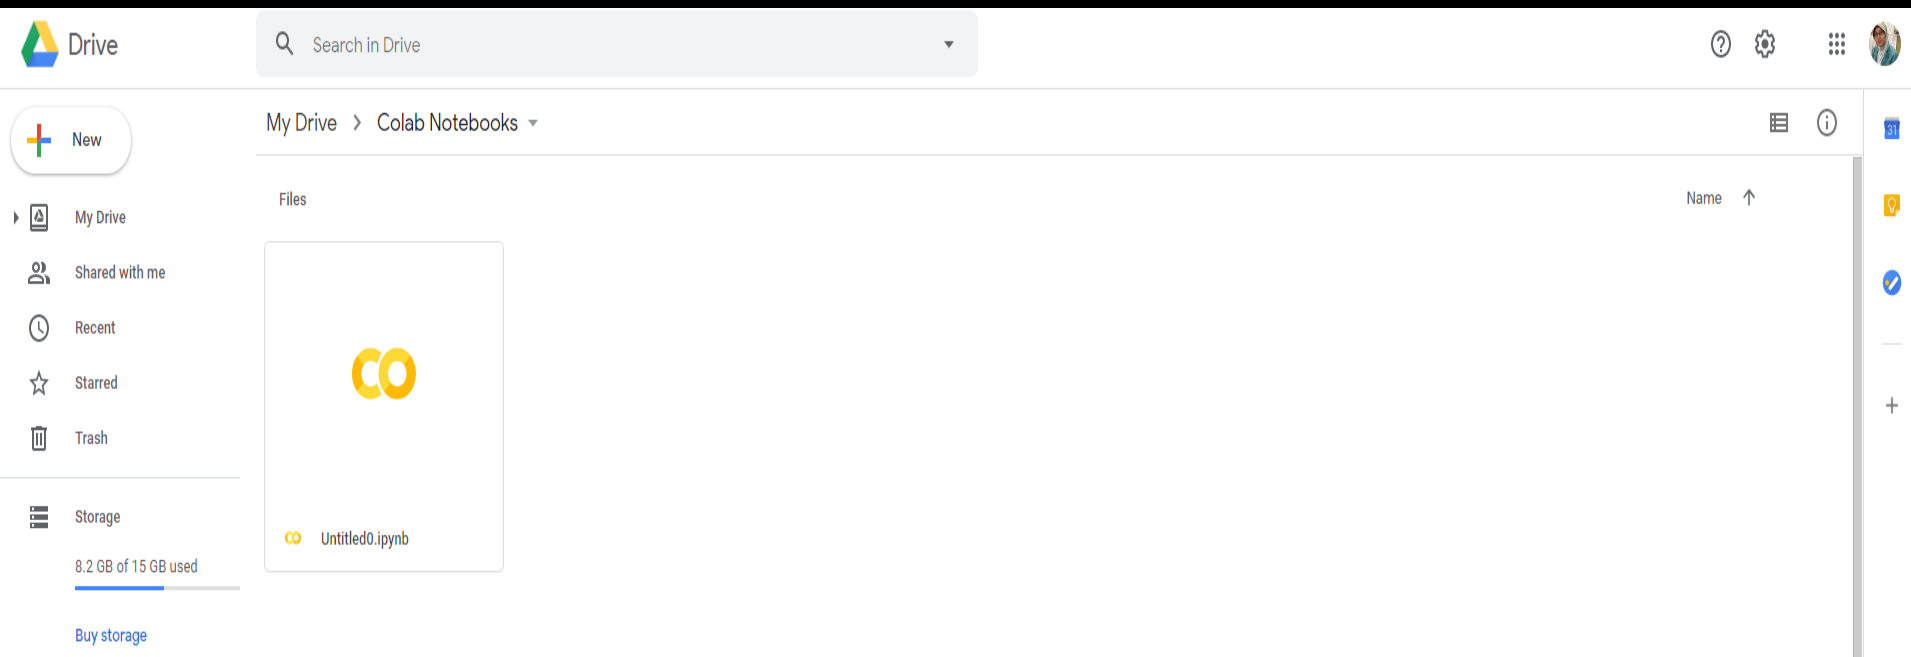 Drive
Search in Drive
New
My Drive
Shared with me
Recent
Starred
Trash
Storage
8.2 GB of 15 GB used
Buy storage
My Drive > Colab Notebooks
Files
Name
CO
CO Untitled0.ipynb
31